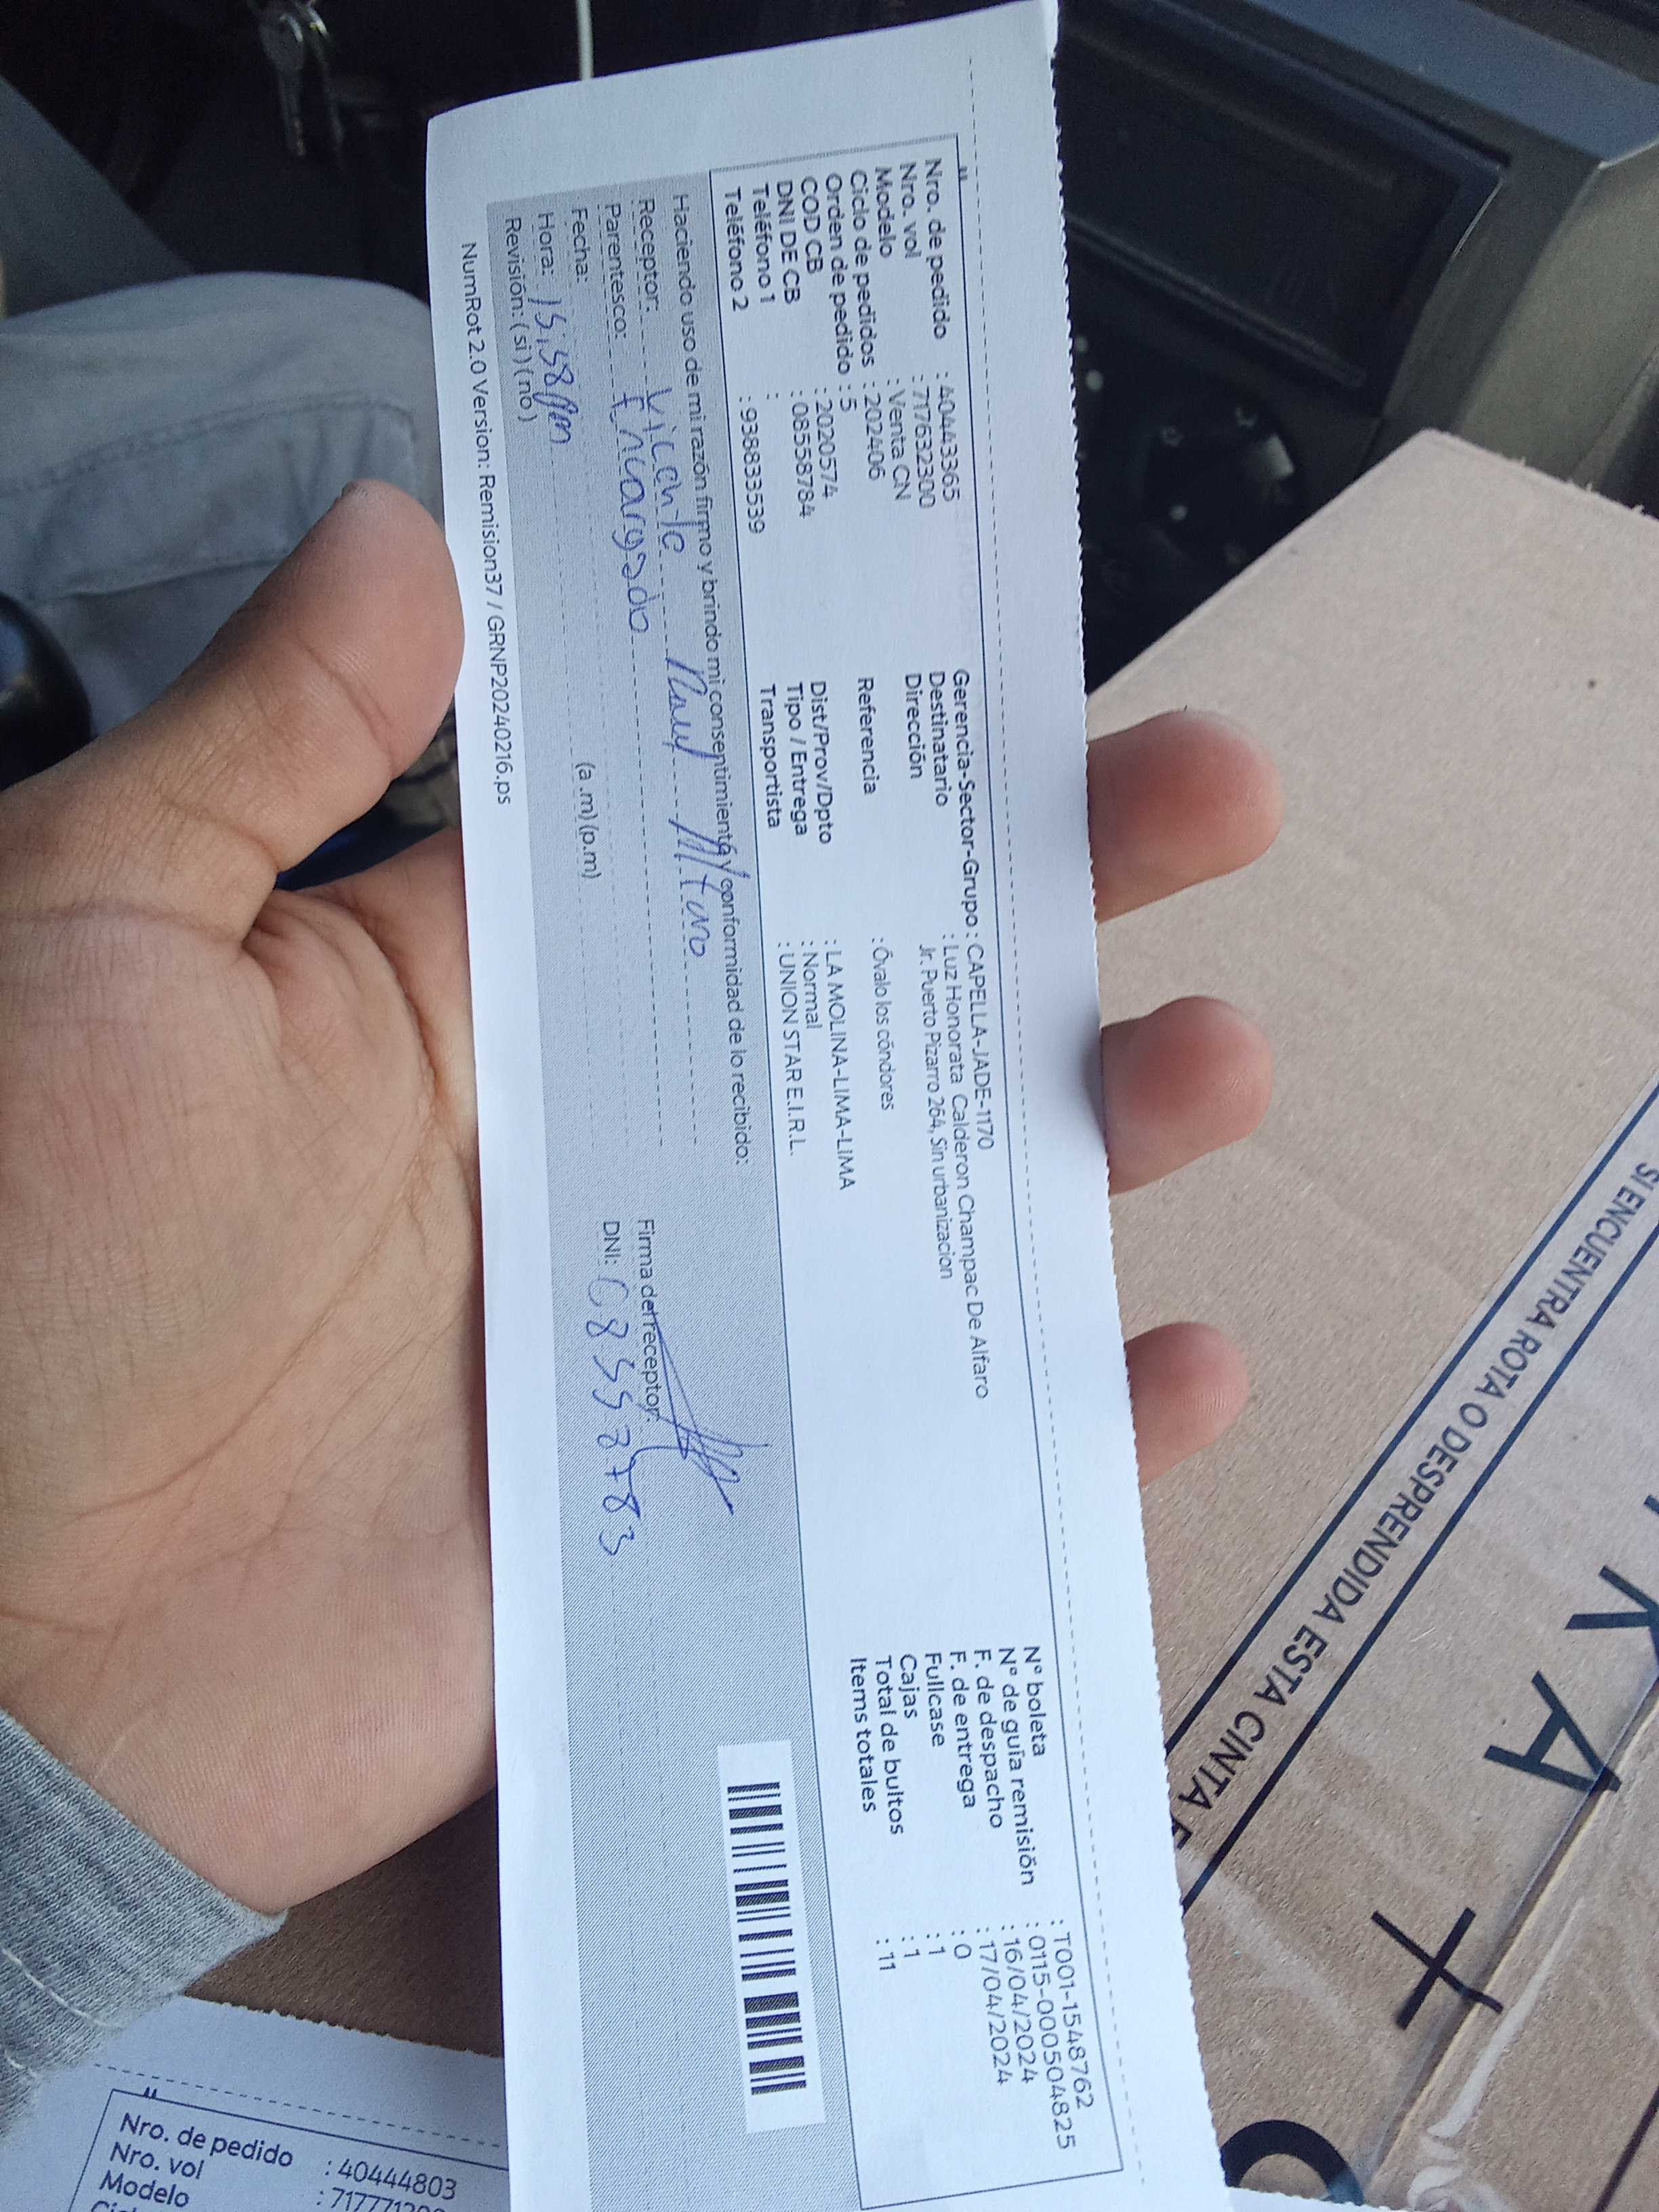 Nro. de pedido : 40443365
Nro. vol : 717632300
Modelo : Venta CN
Ciclo de pedidos : 202406
Orden de pedido : 5
COD CB : 2020574
DNI DE CB : 08558784
Teléfono 1 :
Teléfono 2 : 938833539
Gerencia-Sector-Grupo : CAPELLA-JADE-1170
Destinatario : Luz Honorata Calderon Champac De Alfaro
Dirección Jr. Puerto Pizarro 264, Sin urbanizacion
Referencia : Óvalo los cóndores
Dist/Prov/Dpto : LA MOLINA-LIMA-LIMA
Tipo / Entrega : Normal
Transportista : UNION STAR E.I.R.L.
N° boleta : T001-1548762
N° de guía remisión : 0115-000504825
F. de despacho : 16/04/2024
F. de entrega : 17/04/2024
Fullcase : 0
Cajas : 1
Total de bultos : 1
Items totales : 11
Haciendo uso de mi razón firmo y brindo mi consentimiento y conformidad de lo recibido:
Receptor: Vicente
Parentesco: Encargado
Fecha: (a .m) (p.m)
Hora: 15:58 pm
Revisión: ( si ) ( no )
Firma del receptor:
DNI:
NumRot 2.0 Version: Remision37 / GRNP20240216.ps
SI ENCUENTRA ROTA O DESPRENDIDA ESTA CINTA
KA
Nro. de pedido : 40444803
Nro. vol
Modelo